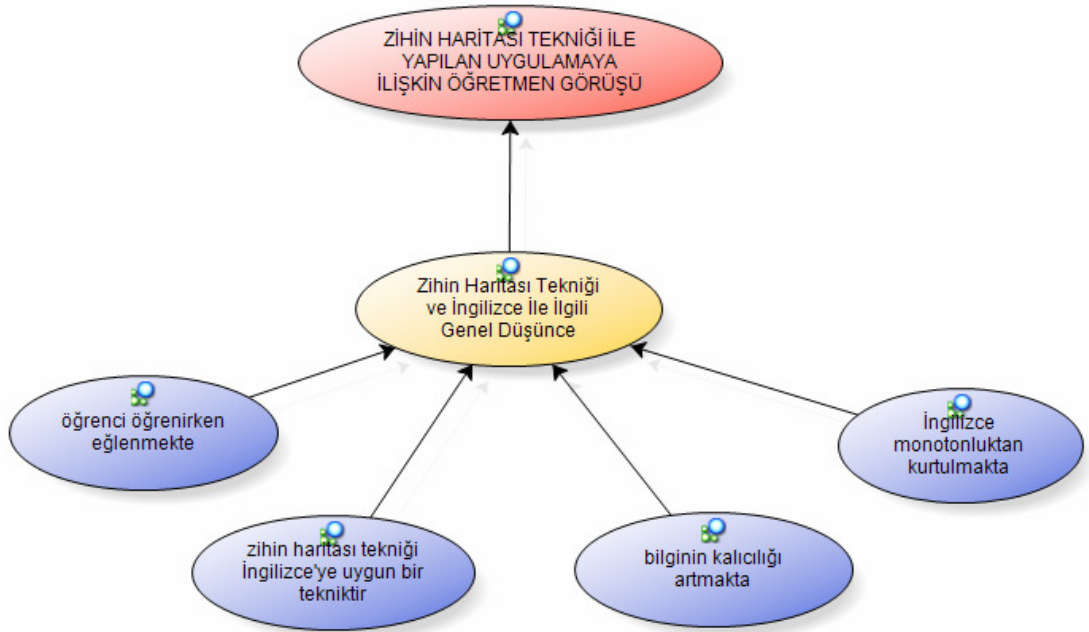 ZİHİN HARİTASI TEKNİĞİ İLE
YAPILAN UYGULAMAYA
İLİŞKİN ÖĞRETMEN GÖRÜŞÜ
Zihin Haritası Tekniği
ve İngilizce İle İlgili
Genel Düşünce
öğrenci öğrenirken
eğlenmekte
İngilizce
monotonluktan
kurtulmakta
zihin haritası tekniği
İngilizce'ye uygun bir
tekniktir
bilginin kalıcılığı
artmakta